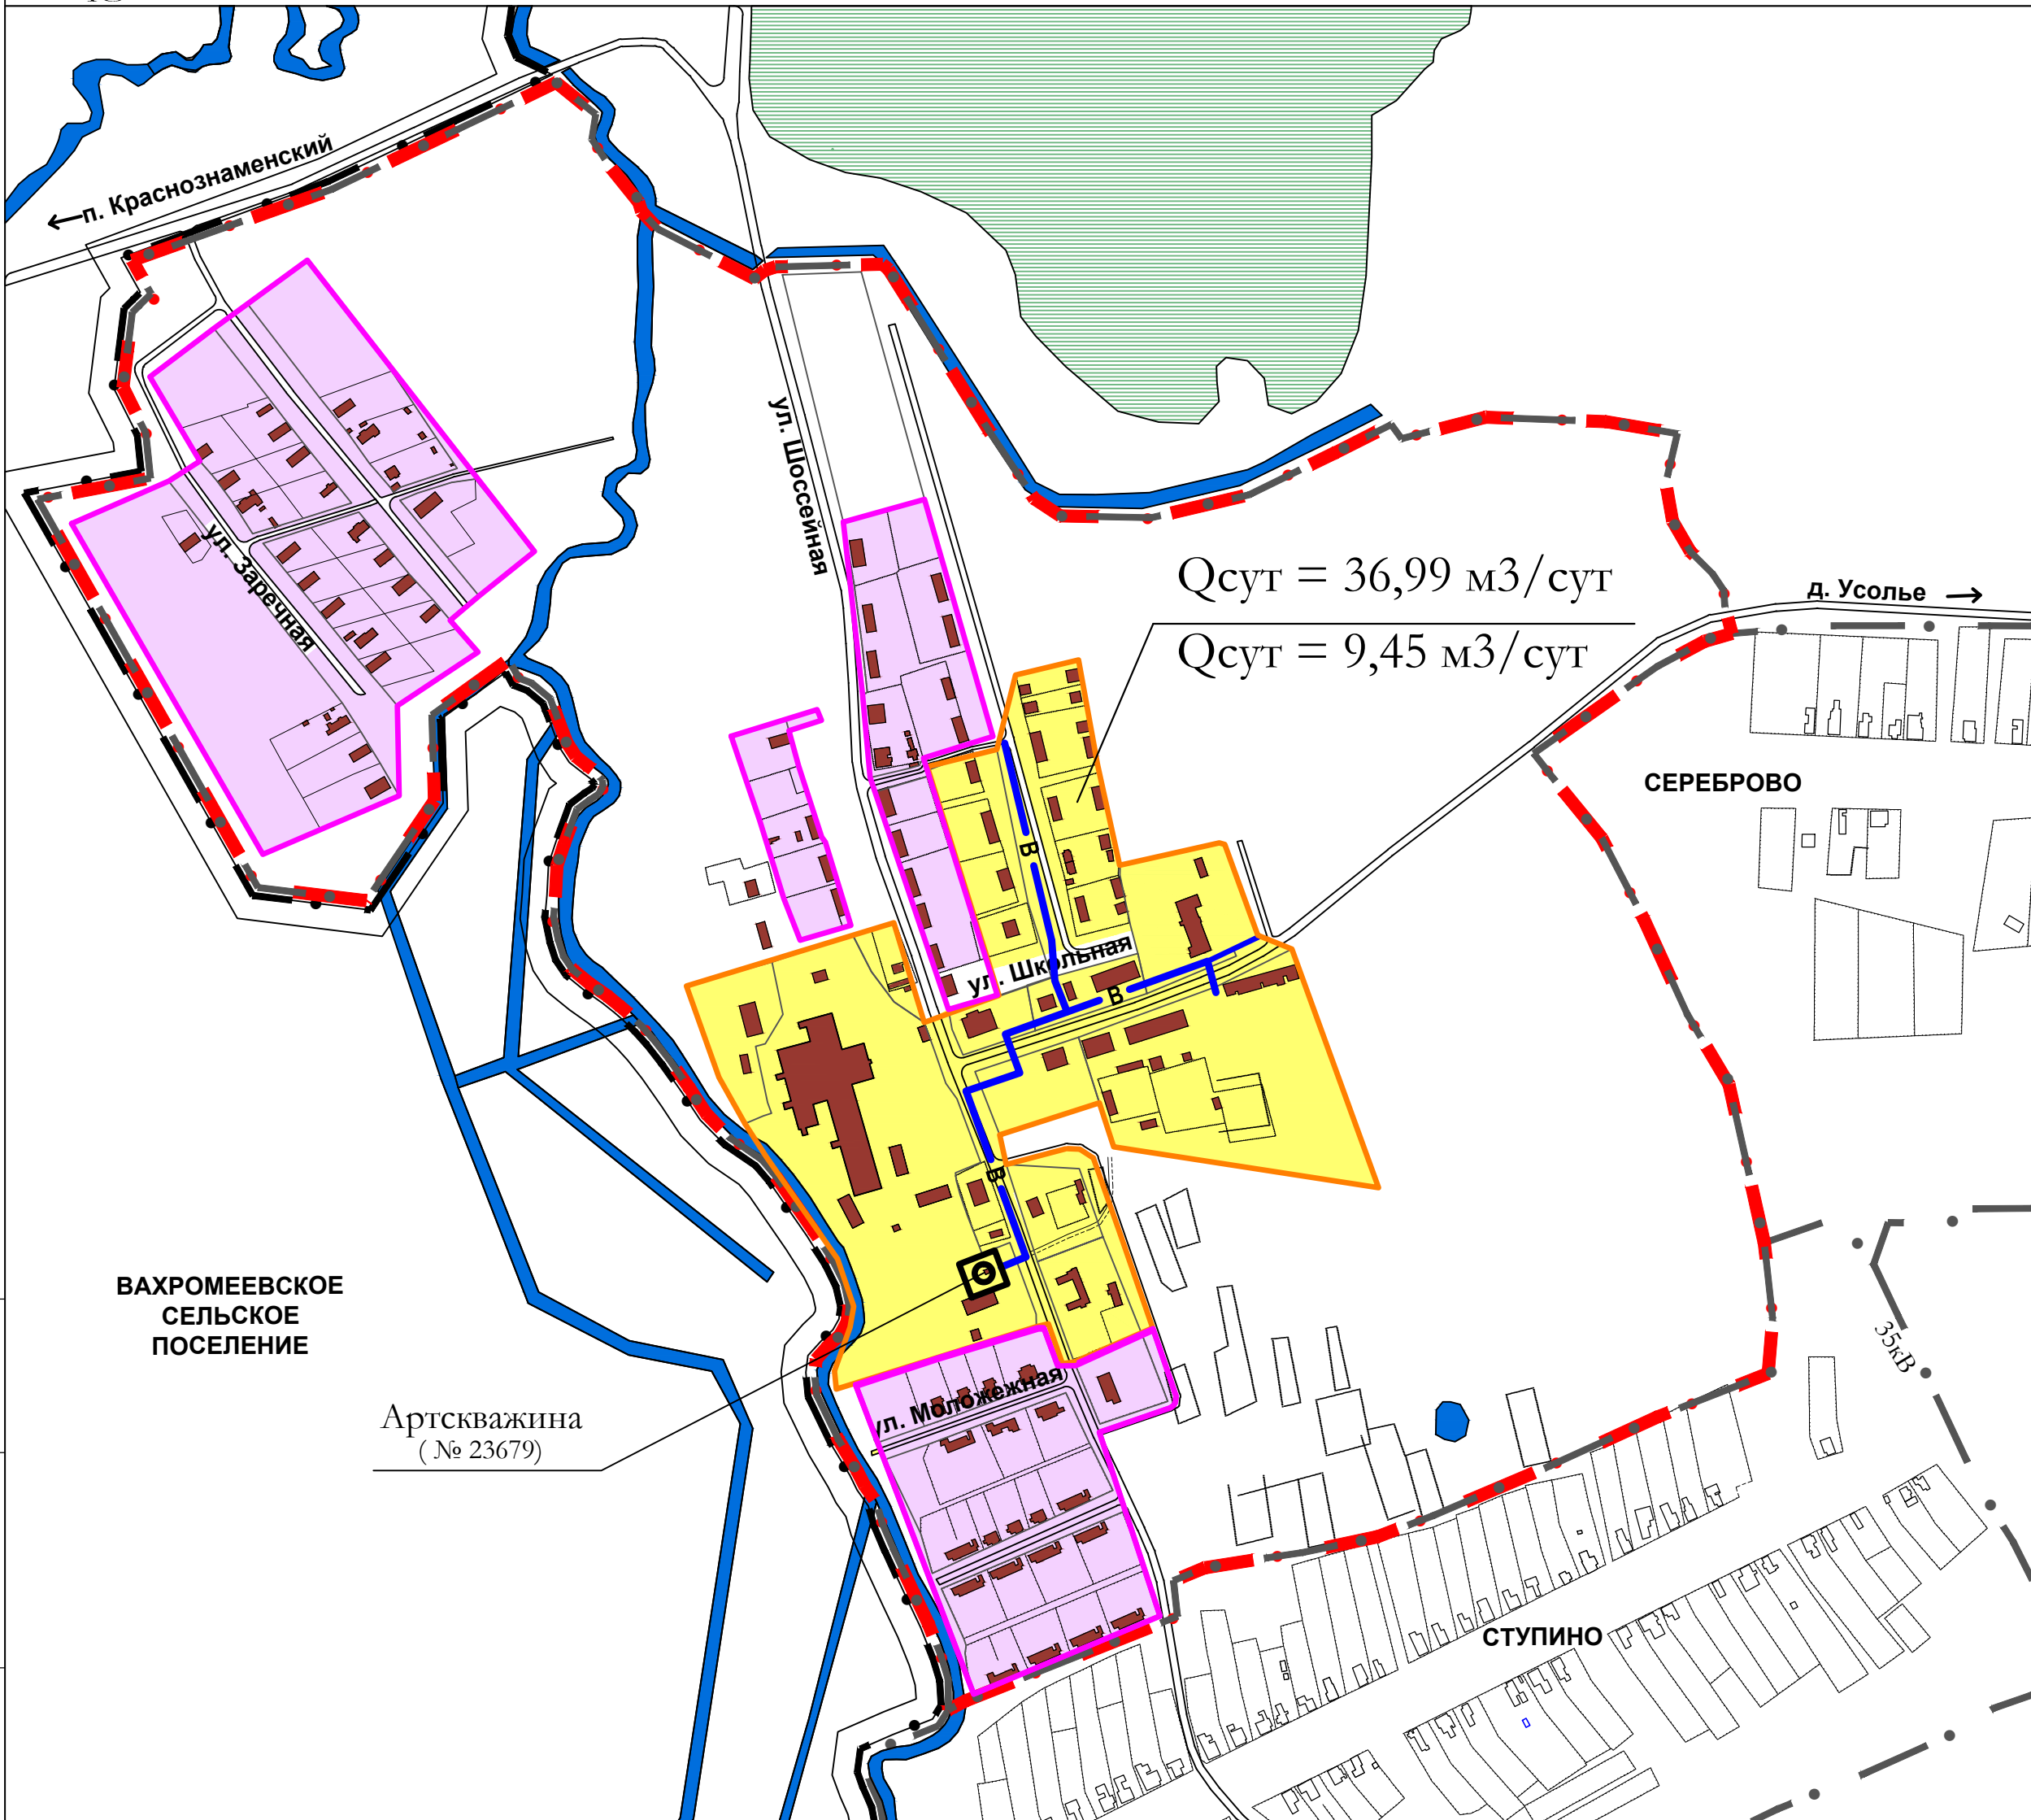 ← п. Краснознаменский
ул. Шоссейная
ул. Заречная
Qсут = 36,99 м3/сут
Qсут = 9,45 м3/сут
д. Усолье →
СЕРЕБРОВО
В
ул. Школьная
В
В
ВАХРОМЕЕВСКОЕ
СЕЛЬСКОЕ
ПОСЕЛЕНИЕ
35кВ
Артскважина
( № 23679)
ул. Моложежная
СТУПИНО